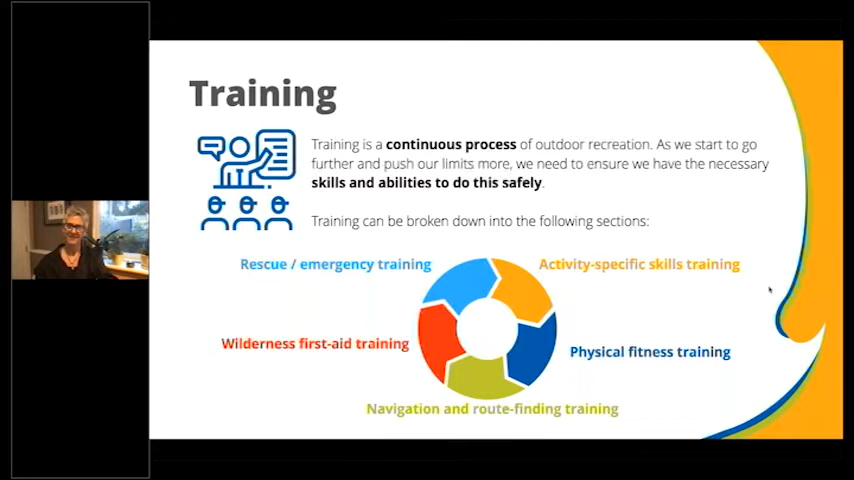 Training
Training is a continuous process of outdoor recreation. As we start to go
further and push our limits more, we need to ensure we have the necessary
skills and abilities to do this safely.
Training can be broken down into the following sections:
Rescue / emergency training
Activity-specific skills training
Wilderness first-aid training
Physical fitness training
Navigation and route-finding training